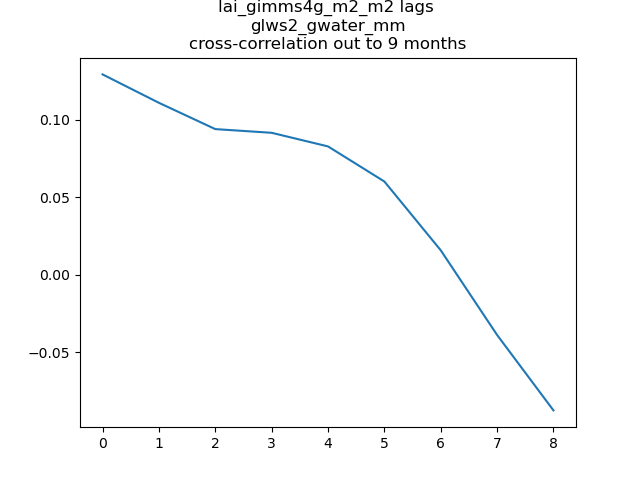 lai_gimms4g_m2_m2 lags
glws2_gwater_mm
cross-correlation out to 9 months
0.10
0.05
0.00
−0.05
0 1 2 3 4 5 6 7 8